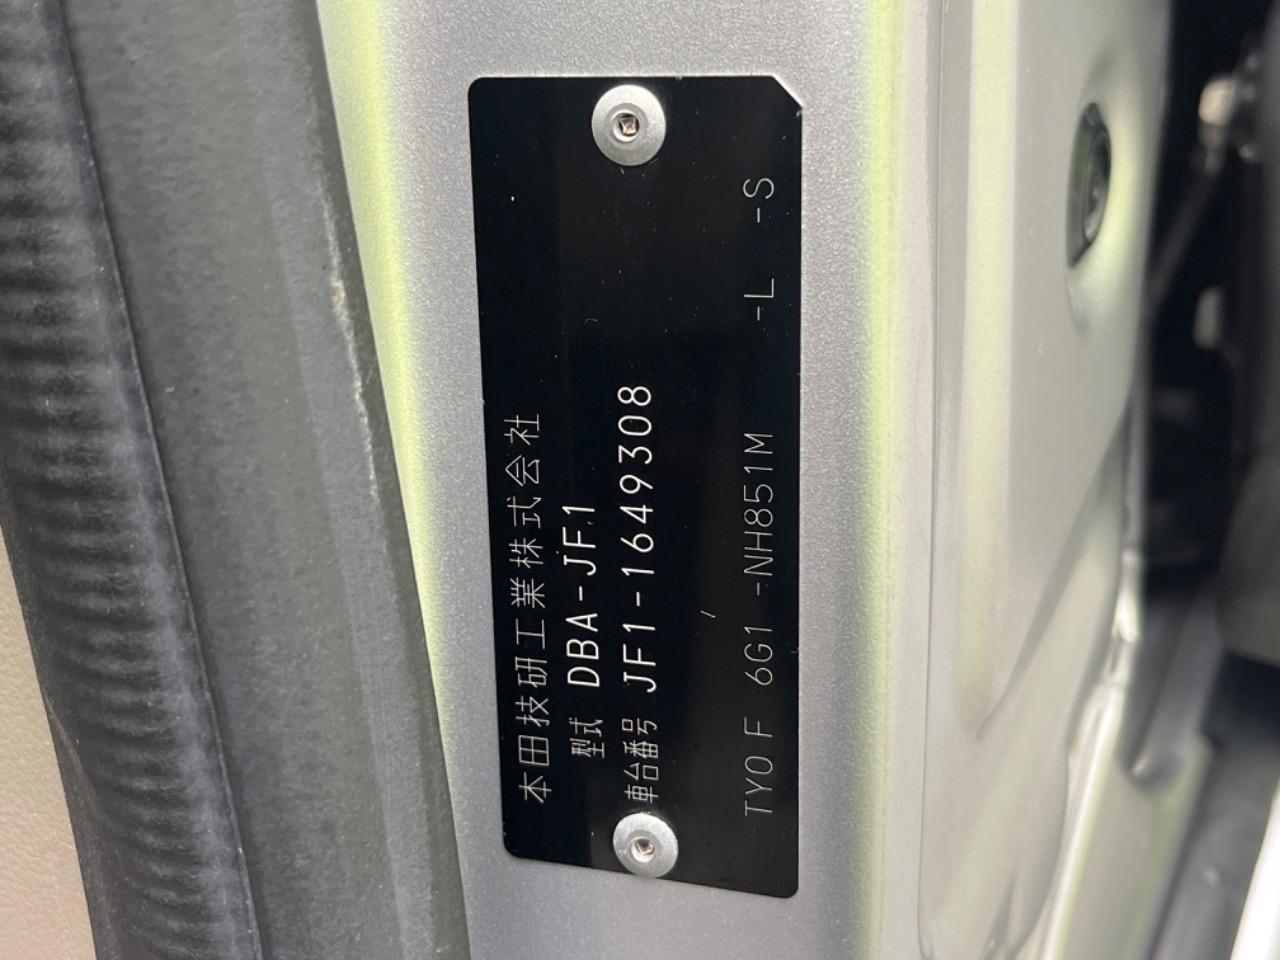 本田技研工業株式会社
型式 DBA-JF1
車台番号 JF1-1649308
TY0 F 6G1 -NH851M -L -S